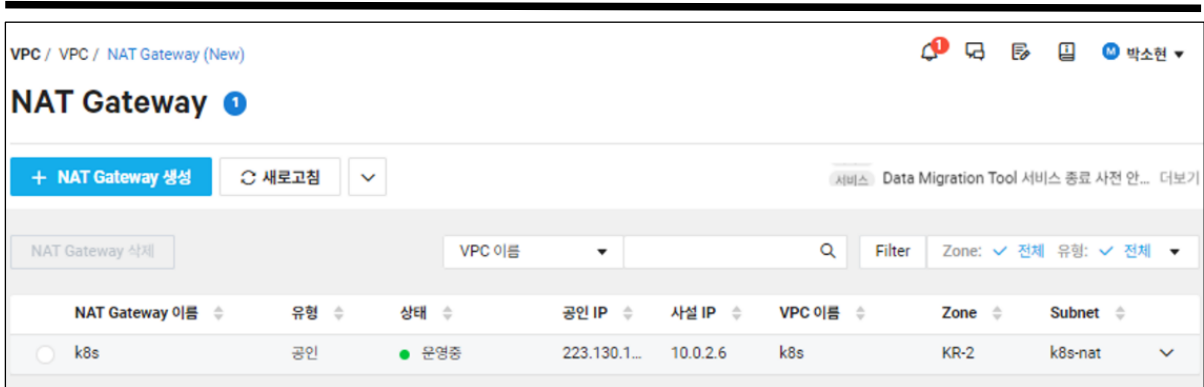 VPC / VPC / NAT Gateway (New) 1 M 박소현
NAT Gateway 1
+ NAT Gateway 생성 새로고침 서비스 Data Migration Tool 서비스 종료 사전 안... 더보기
NAT Gateway 삭제 VPC 이름 Filter Zone: 전체 유형: 전체
NAT Gateway 이름 유형 상태 공인 IP 사설 IP VPC 이름 Zone Subnet
k8s 공인 운영중 223.130.1... 10.0.2.6 k8s KR-2 k8s-nat